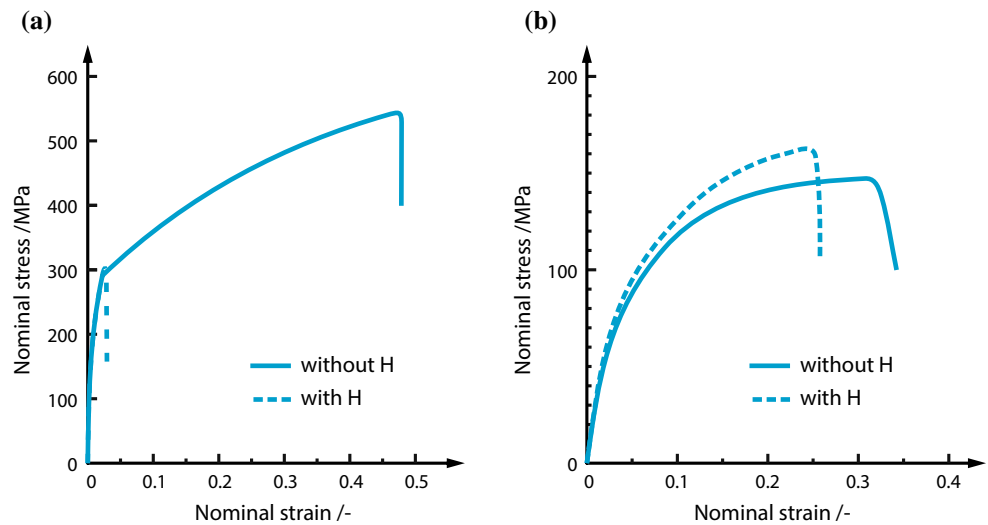 (a)
Nominal stress /MPa
600
500
400
300
200
100
0
0 0.1 0.2 0.3 0.4 0.5
Nominal strain /-
without H
with H
(b)
Nominal stress /MPa
200
100
200
0 0.1 0.2 0.3 0.4
Nominal strain /-
without H
with H